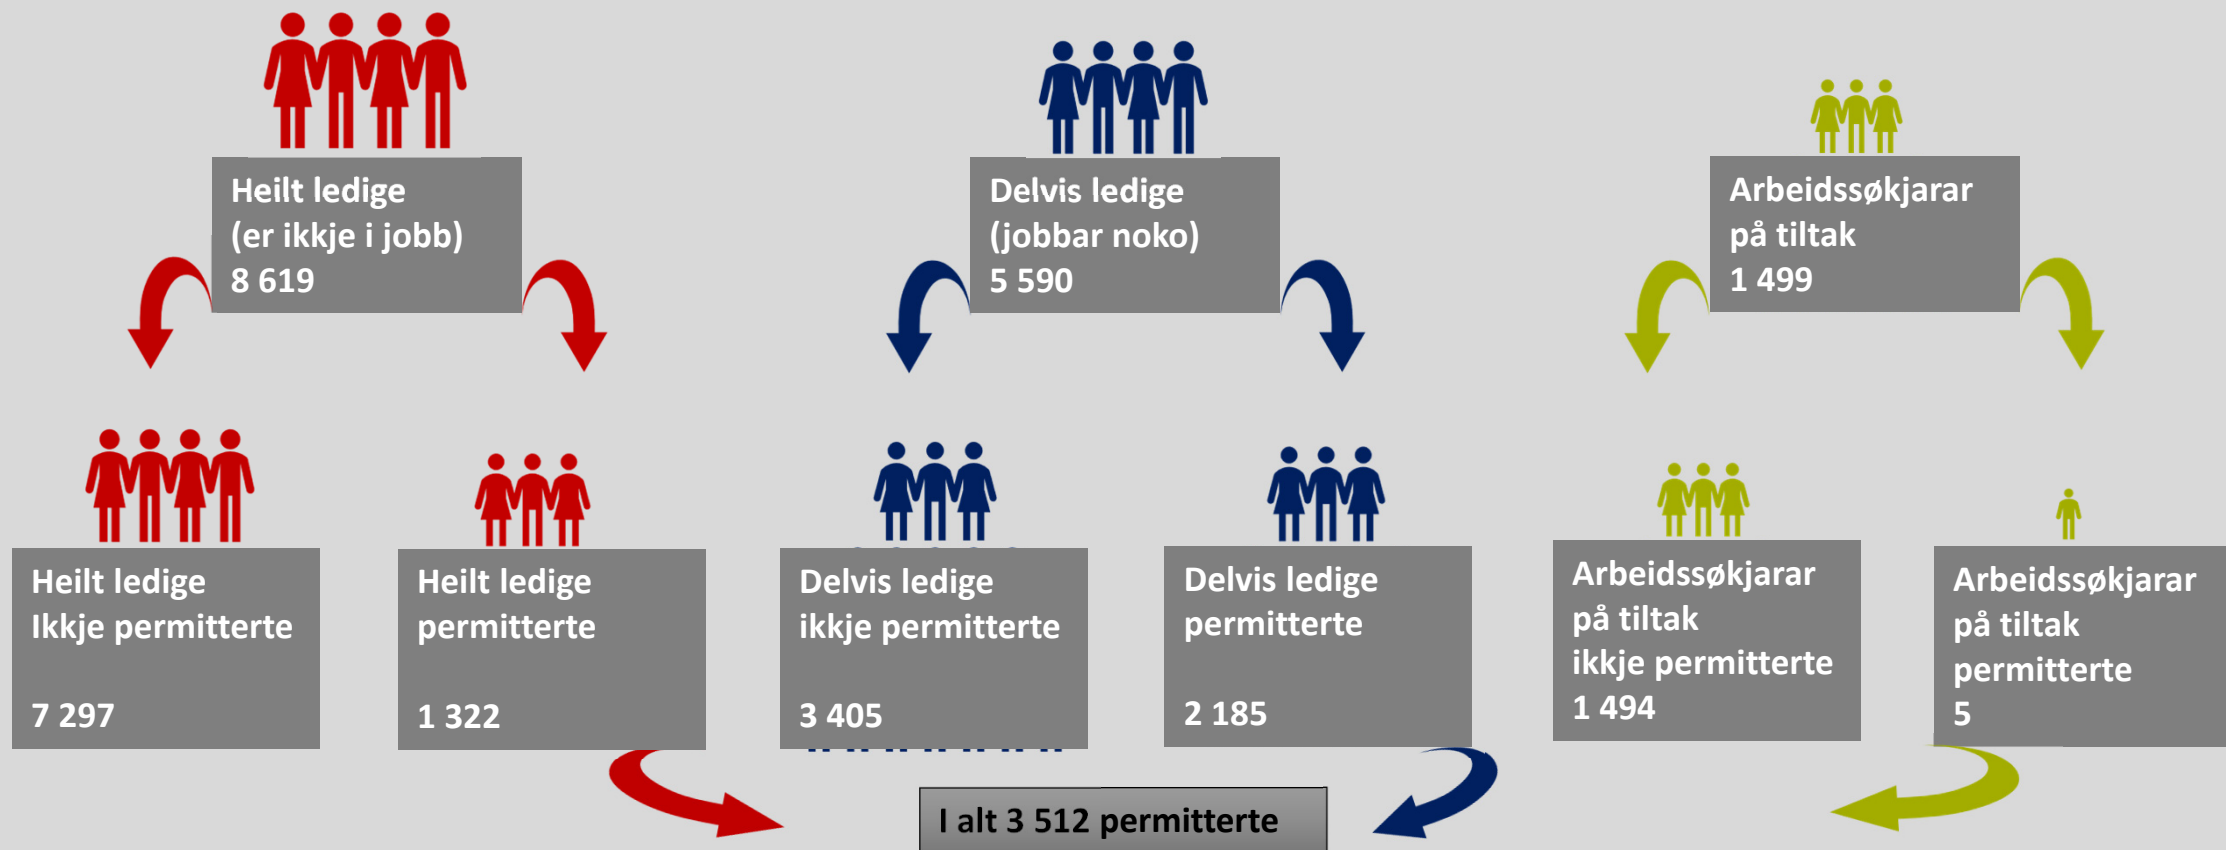 Heilt ledige
(er ikkje i jobb)
8 619
Delvis ledige
(jobbar noko)
5 590
Arbeidssøkjarar
på tiltak
1 499
Heilt ledige
Ikkje permitterte
7 297
Heilt ledige
permitterte
1 322
Delvis ledige
ikkje permitterte
3 405
Delvis ledige
permitterte
2 185
Arbeidssøkjarar
på tiltak
ikkje permitterte
1 494
Arbeidssøkjarar
på tiltak
permitterte
5
I alt 3 512 permitterte